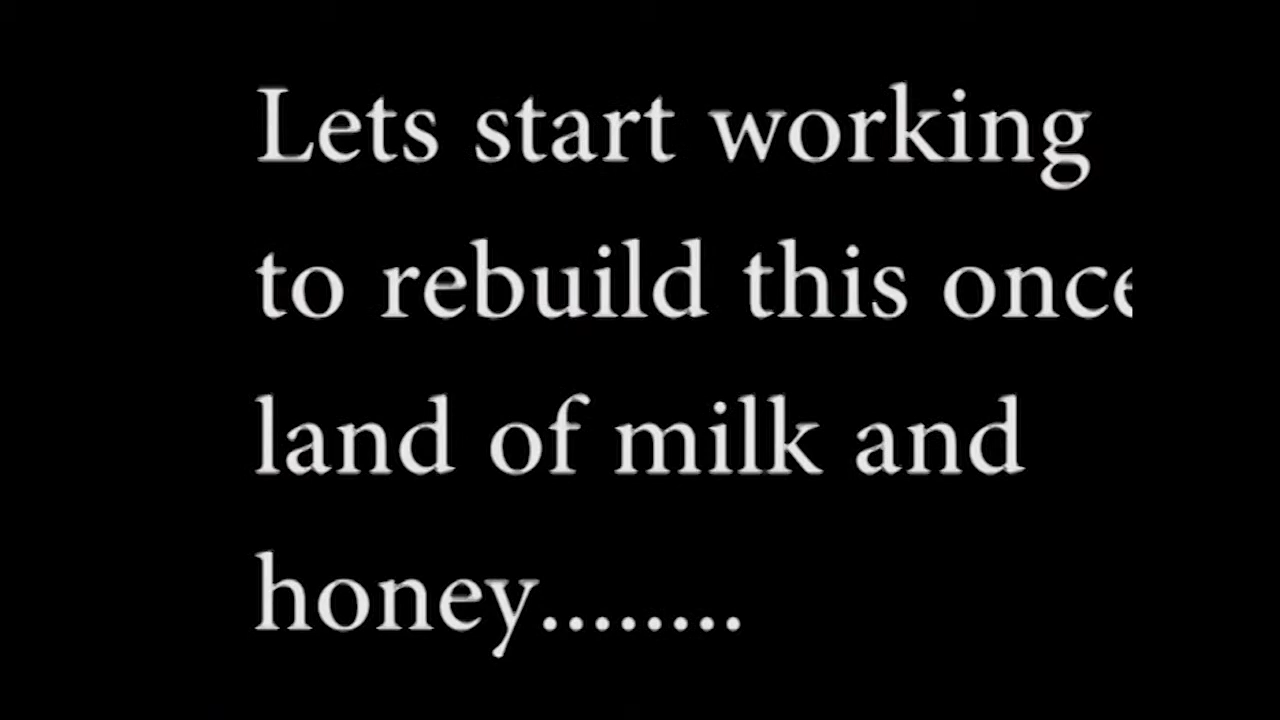 Lets start working
to rebuild this once
land of milk and
honey........